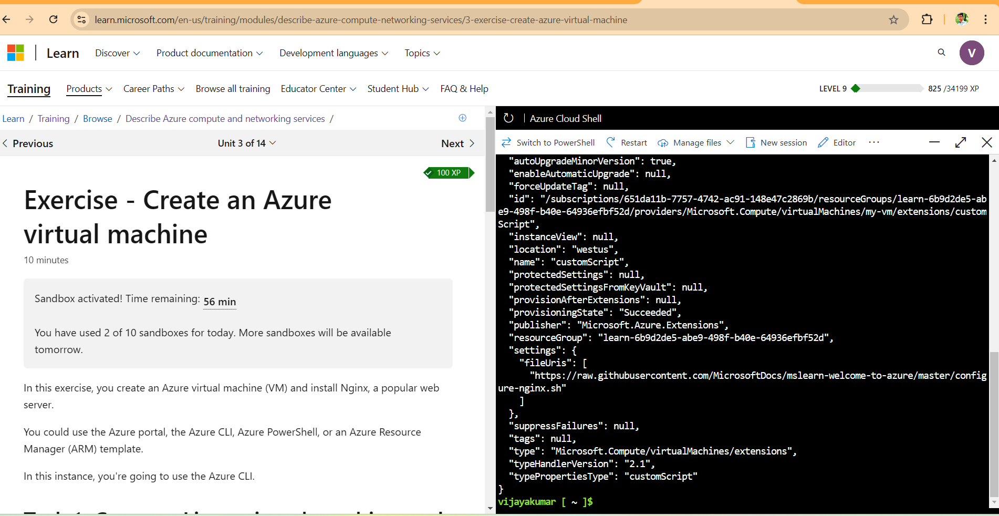 learn.microsoft.com/en-us/training/modules/describe-azure-compute-networking-services/3-exercise-create-azure-virtual-machine
Learn Discover Product documentation Development languages Topics V
Training Products Career Paths Browse all training Educator Center Student Hub FAQ & Help LEVEL 9 825 /34199 XP
Learn / Training / Browse / Describe Azure compute and networking services /
Previous Unit 3 of 14 Next
100 XP
Exercise - Create an Azure
virtual machine
10 minutes
Sandbox activated! Time remaining: 56 min
You have used 2 of 10 sandboxes for today. More sandboxes will be available
tomorrow.
In this exercise, you create an Azure virtual machine (VM) and install Nginx, a popular web
server.
You could use the Azure portal, the Azure CLI, Azure PowerShell, or an Azure Resource
Manager (ARM) template.
In this instance, you're going to use the Azure CLI.
Azure Cloud Shell
Switch to PowerShell Restart Manage files New session Editor ...
"autoUpgradeMinorVersion": true,
"enableAutomaticUpgrade": null,
"forceUpdateTag": null,
"id": "/subscriptions/651da11b-7757-4742-ac91-148e47c2869b/resourceGroups/learn-6b9d2de5-ab
e9-498f-b40e-64936efbf52d/providers/Microsoft.Compute/virtualMachines/my-vm/extensions/custom
Script",
"instanceView": null,
"location": "westus",
"name": "customScript",
"protectedSettings": null,
"protectedSettingsFromKeyVault": null,
"provisionAfterExtensions": null,
"provisioningState": "Succeeded",
"publisher": "Microsoft.Azure.Extensions",
"resourceGroup": "learn-6b9d2de5-abe9-498f-b40e-64936efbf52d",
"settings": {
"fileUris": [
"https://raw.githubusercontent.com/MicrosoftDocs/mslearn-welcome-to-azure/master/config
ure-nginx.sh"
]
},
"suppressFailures": null,
"tags": null,
"type": "Microsoft.Compute/virtualMachines/extensions",
"typeHandlerVersion": "2.1",
"typePropertiesType": "customScript"
}
vijayakumar [ ~ ]$